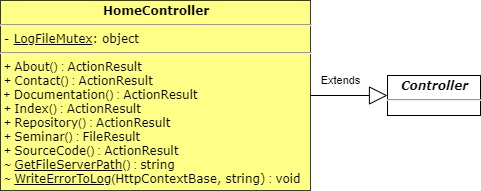 HomeController
- LogFileMutex: object
+ About() : ActionResult
+ Contact() : ActionResult
+ Documentation() : ActionResult
+ Index() : ActionResult
+ Repository() : ActionResult
+ Seminar() : FileResult
+ SourceCode() : ActionResult
~ GetFileServerPath() : string
~ WriteErrorToLog(HttpContextBase, string) : void
Extends
Controller